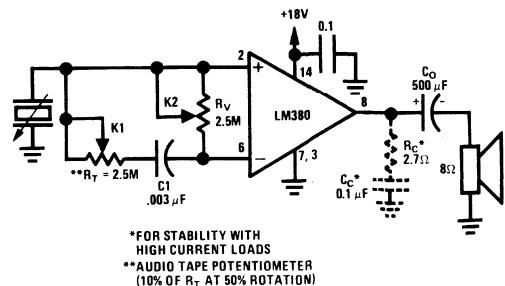 +18V
0.1
2
14
K2
RV
2.5M
LM380
8
CO
500 µF
+ -
K1
6
7, 3
**RT = 2.5M
C1
.003 µF
RC*
2.7Ω
CC*
0.1 µF
8Ω
*FOR STABILITY WITH
HIGH CURRENT LOADS
**AUDIO TAPE POTENTIOMETER
(10% OF RT AT 50% ROTATION)